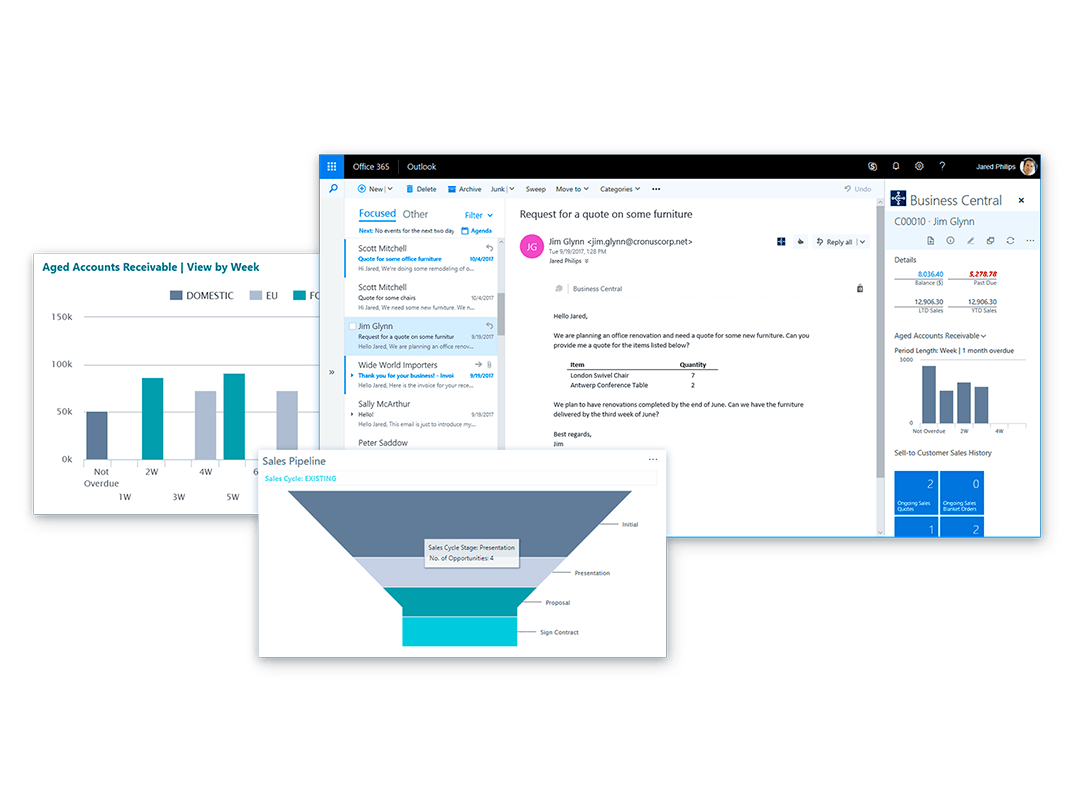 Office 365
Outlook
Jared Philips
New
Delete
Archive
Junk
Sweep
Move to
Categories
Undo
Focused
Other
Filter
Next: No events for the next two day
Agenda
Scott Mitchell
Quote for some office furniture
10/4/2017
Hi Jared, We're doing some remodeling o...
Scott Mitchell
Quote for some chairs
10/4/2017
Hi Jared, We need some new furniture. We n...
Jim Glynn
Request for a quote on some furnitur
9/19/2017
Hello Jared, We are planning an office renov...
Wide World Importers
Thank you for your business! - Invoi
9/19/2017
Hello Jared, Here is the invoice for your rece...
Sally McArthur
Hello!
9/19/2017
Hello Jared, This email is just to introduce my...
Peter Saddow
Request for a quote on some furniture
JG
Jim Glynn <jim.glynn@cronuscorp.net>
Tue 9/19/2017, 1:28 PM
Jared Philips
Reply all
Business Central
Hello Jared,
We are planning an office renovation and need a quote for some new furniture. Can you
provide me a quote for the items listed below?
Item Quantity
London Swivel Chair 7
Antwerp Conference Table 2
We plan to have renovations completed by the end of June. Can we have the furniture
delivered by the third week of June?
Best regards,
Jim
Business Central
C00010 · Jim Glynn
Details
8,036.40 5,278.78
Balance ($) Past Due
12,906.30 12,906.30
LTD Sales YTD Sales
Aged Accounts Receivable
Period Length: Week | 1 month overdue
3000
0
Not Overdue 2W 4W
Sell-to Customer Sales History
2 0
Ongoing Sales Quotes
Ongoing Sales Blanket Orders
1 2
Aged Accounts Receivable | View by Week
DOMESTIC EU FO
150k
100k
50k
0k
Not Overdue
1W
2W
3W
4W
5W
6
Sales Pipeline
Sales Cycle: EXISTING
Initial
Sales Cycle Stage: Presentation
No. of Opportunities: 4
Presentation
Proposal
Sign Contract